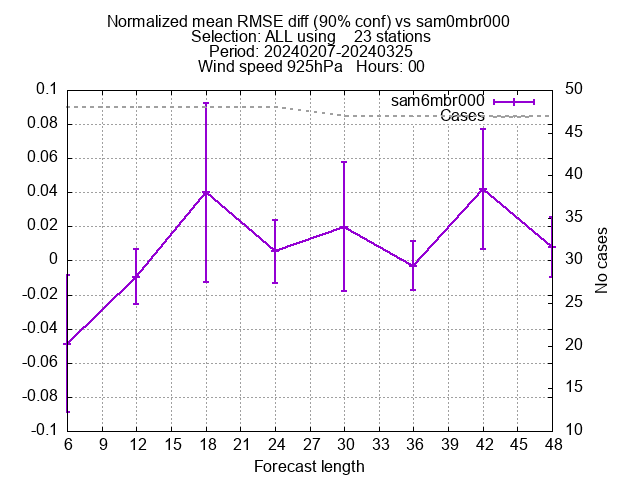 Normalized mean RMSE diff (90% conf) vs sam0mbr000
Selection: ALL using    23 stations
Period: 20240207-20240325
Wind speed 925hPa   Hours: 00
sam6mbr000
Cases
0.1
0.08
0.06
0.04
0.02
0
-0.02
-0.04
-0.06
-0.08
-0.1
50
45
40
35
30
25
20
15
10
No cases
6 9 12 15 18 21 24 27 30 33 36 39 42 45 48
Forecast length